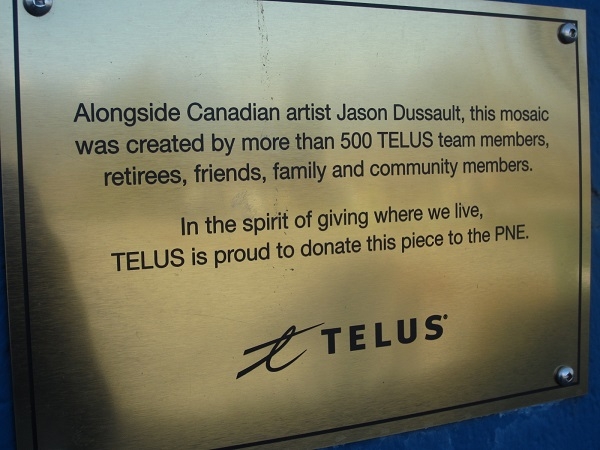 Alongside Canadian artist Jason Dussault, this mosaic
was created by more than 500 TELUS team members,
retirees, friends, family and community members.
In the spirit of giving where we live,
TELUS is proud to donate this piece to the PNE.
TELUS®